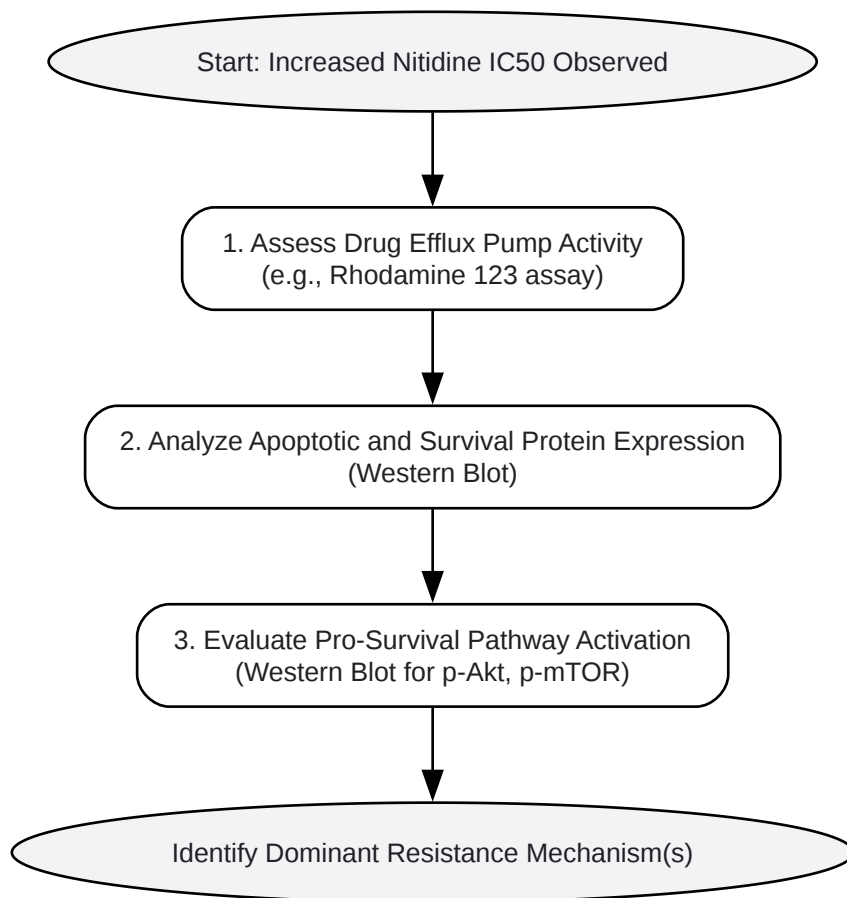 Start: Increased Nitidine IC50 Observed
1. Assess Drug Efflux Pump Activity
(e.g., Rhodamine 123 assay)
2. Analyze Apoptotic and Survival Protein Expression
(Western Blot)
3. Evaluate Pro-Survival Pathway Activation
(Western Blot for p-Akt, p-mTOR)
Identify Dominant Resistance Mechanism(s)